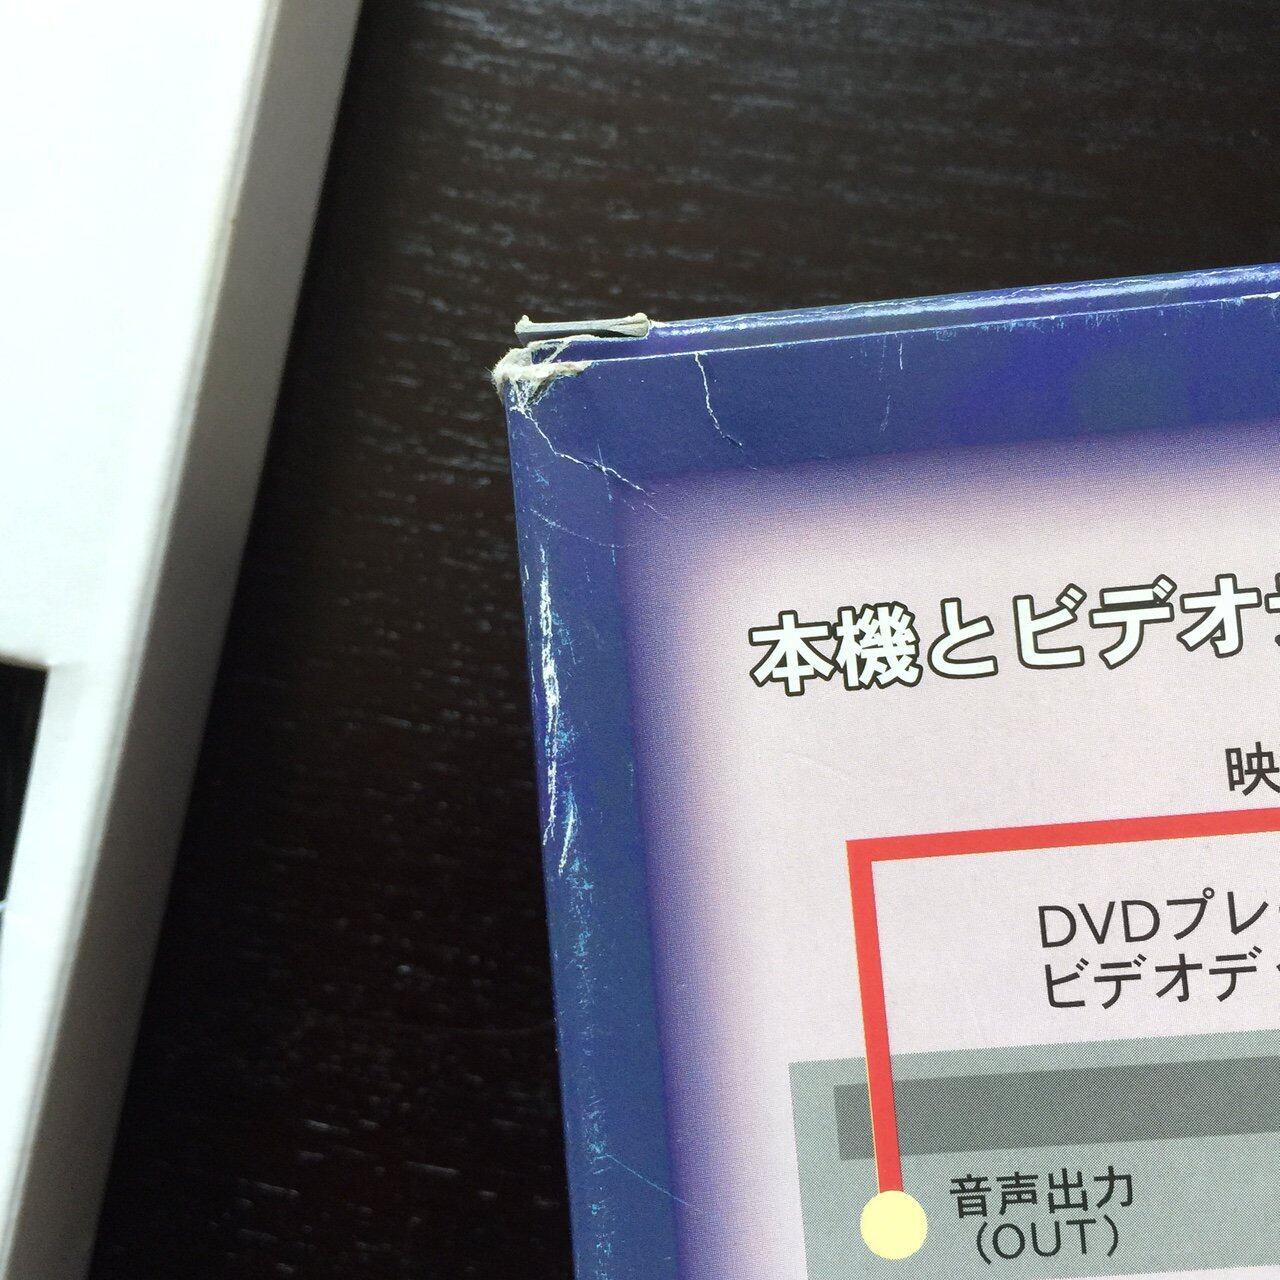 本機とビデオ
映
DVDプレ
ビデオデ
音声出力
(OUT)